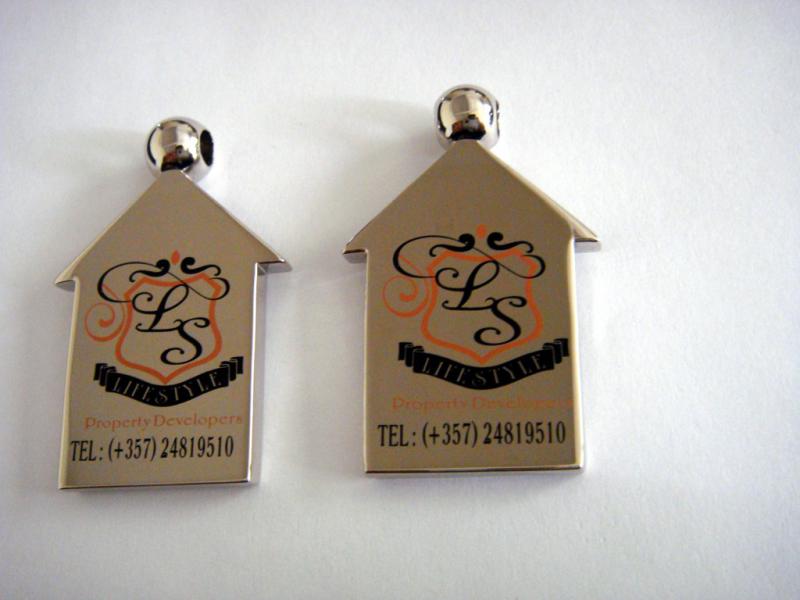 LS
LIFESTYLE
Property Developers
TEL: (+357) 24819510
LS
LIFESTYLE
Property Developers
TEL: (+357) 24819510